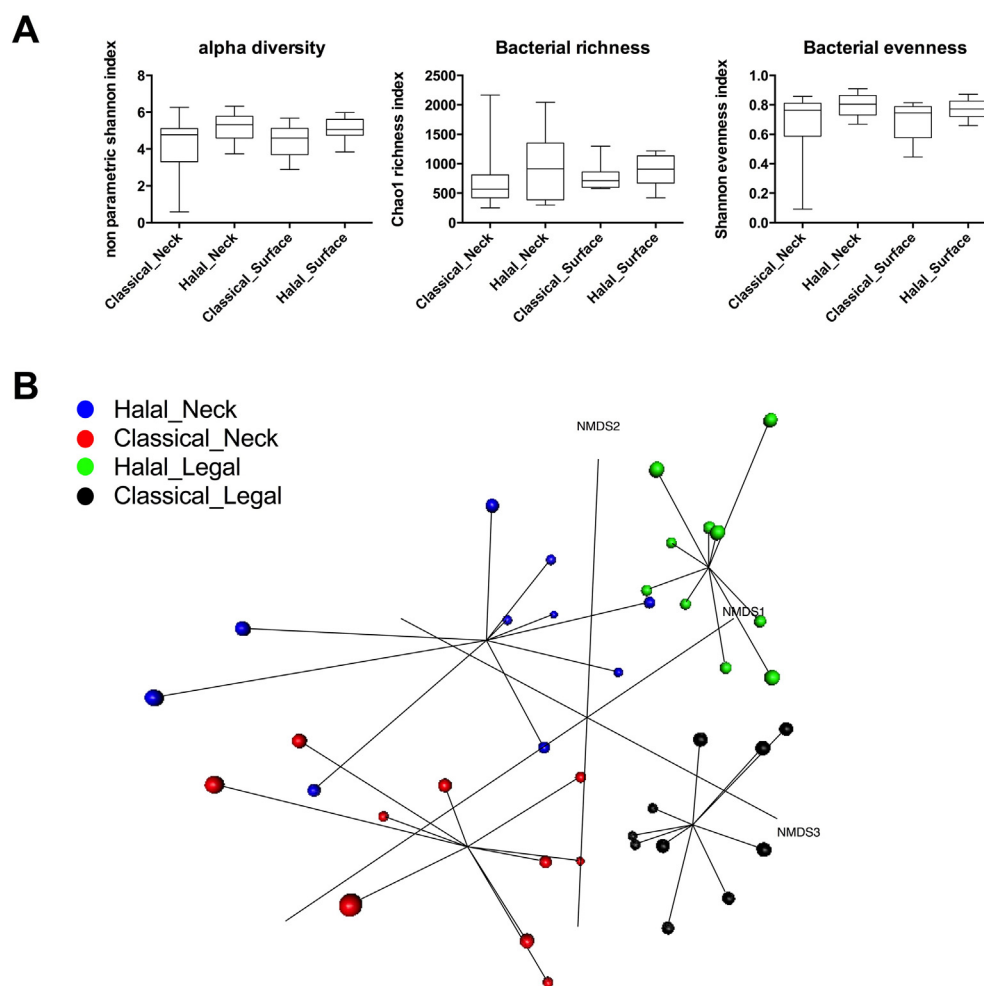 A
alpha diversity
non parametric shannon index
8
6
4
2
0
Classical_Neck
Halal_Neck
Classical_Surface
Halal_Surface
Bacterial richness
Chao1 richness index
2500
2000
1500
1000
500
0
Classical_Neck
Halal_Neck
Classical_Surface
Halal_Surface
Bacterial evenness
Shannon evenness index
1.0
0.8
0.6
0.4
0.2
0.0
Classical_Neck
Halal_Neck
Classical_Surface
Halal_Surface
B
Halal_Neck
Classical_Neck
Halal_Legal
Classical_Legal
NMDS2
NMDS1
NMDS3